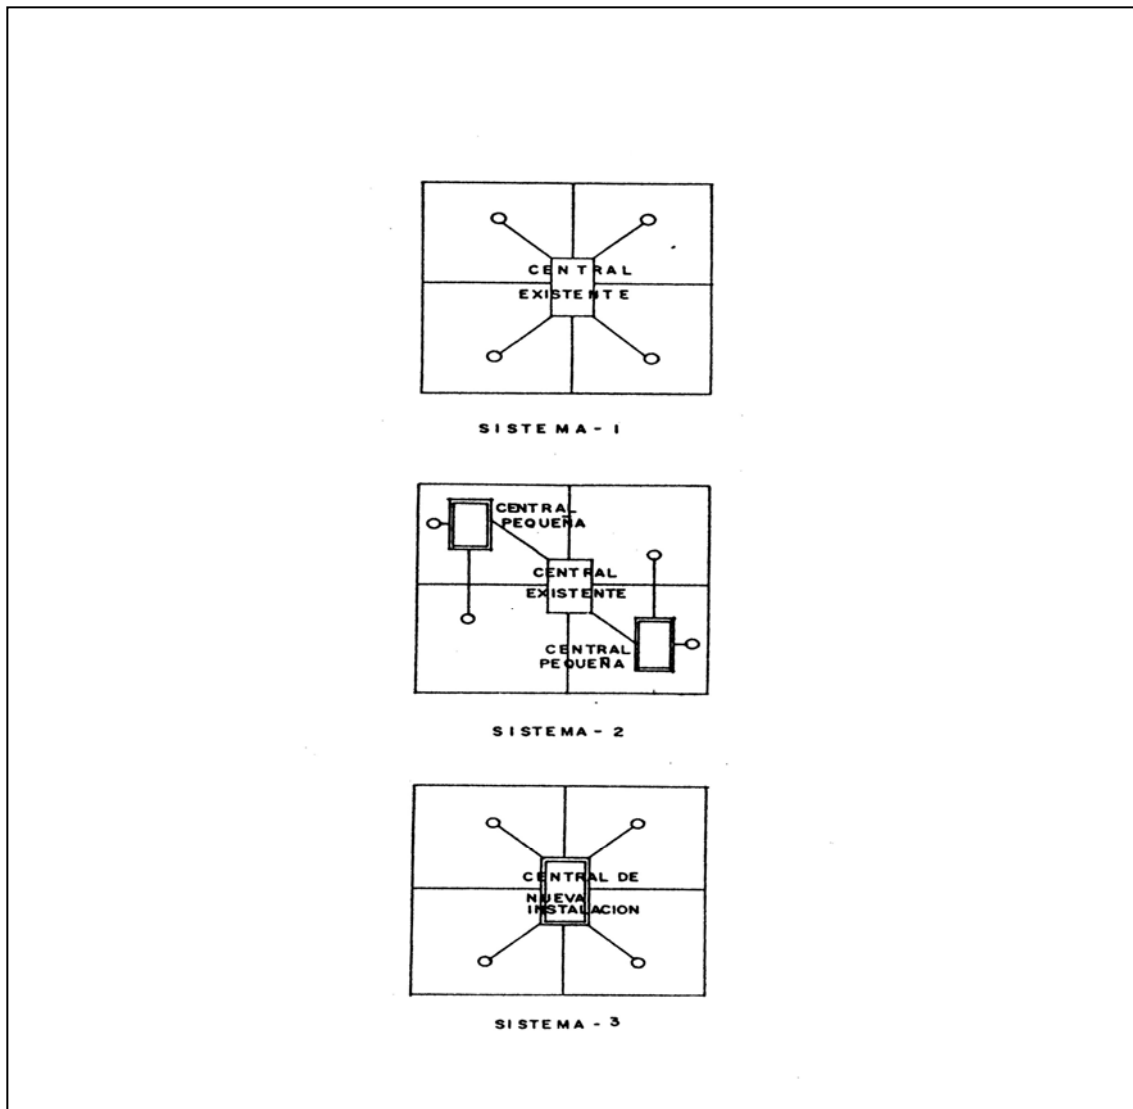 CENTRAL
EXISTENTE
SISTEMA - 1
CENTRAL
PEQUEÑA
CENTRAL
EXISTENTE
CENTRAL
PEQUEÑA
SISTEMA - 2
CENTRAL DE
NUEVA
INSTALACION
SISTEMA - 3